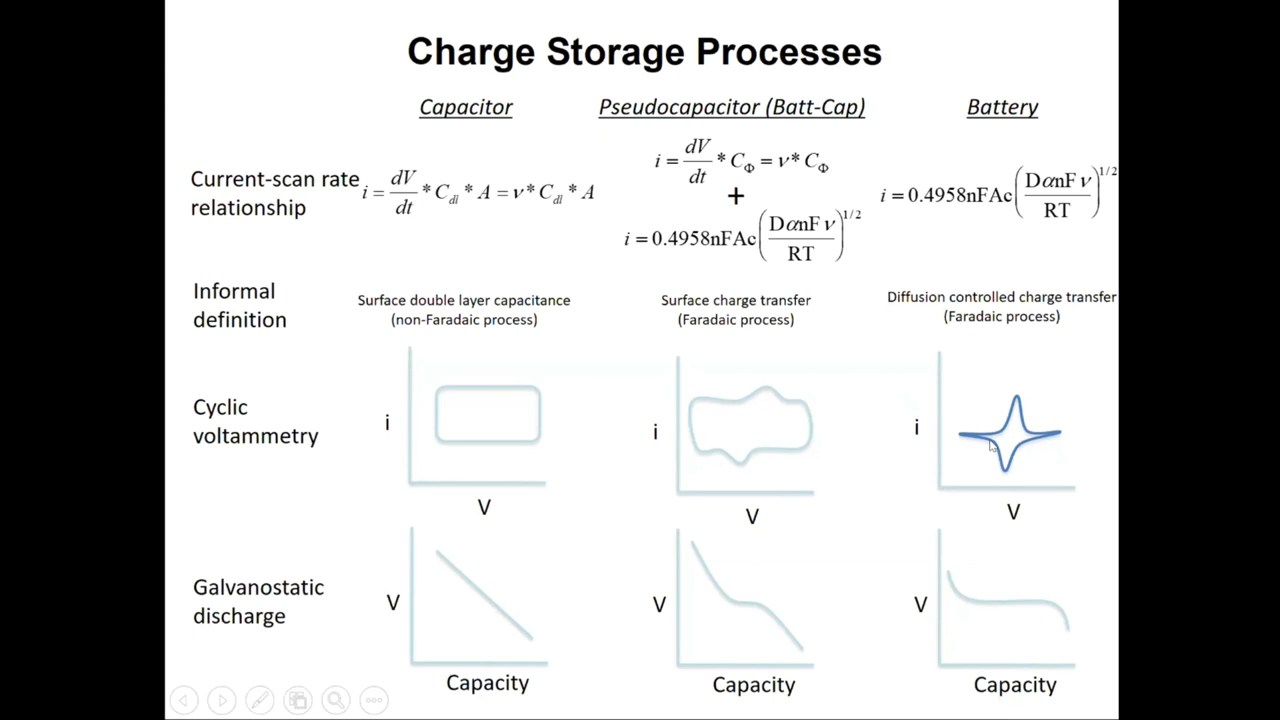 Charge Storage Processes
Capacitor
Pseudocapacitor (Batt-Cap)
Battery
Current-scan rate
relationship
i = dV/dt * C_dl * A = ν* C_dl * A
i = dV/dt * C_Φ = ν* C_Φ
+
i = 0.4958nFAc(DαnF ν/RT)^1/2
i = 0.4958nFAc(DαnF ν/RT)^1/2
Informal
definition
Surface double layer capacitance
(non-Faradaic process)
Surface charge transfer
(Faradaic process)
Diffusion controlled charge transfer
(Faradaic process)
Cyclic
voltammetry
i
V
i
V
i
V
Galvanostatic
discharge
V
Capacity
V
Capacity
V
Capacity